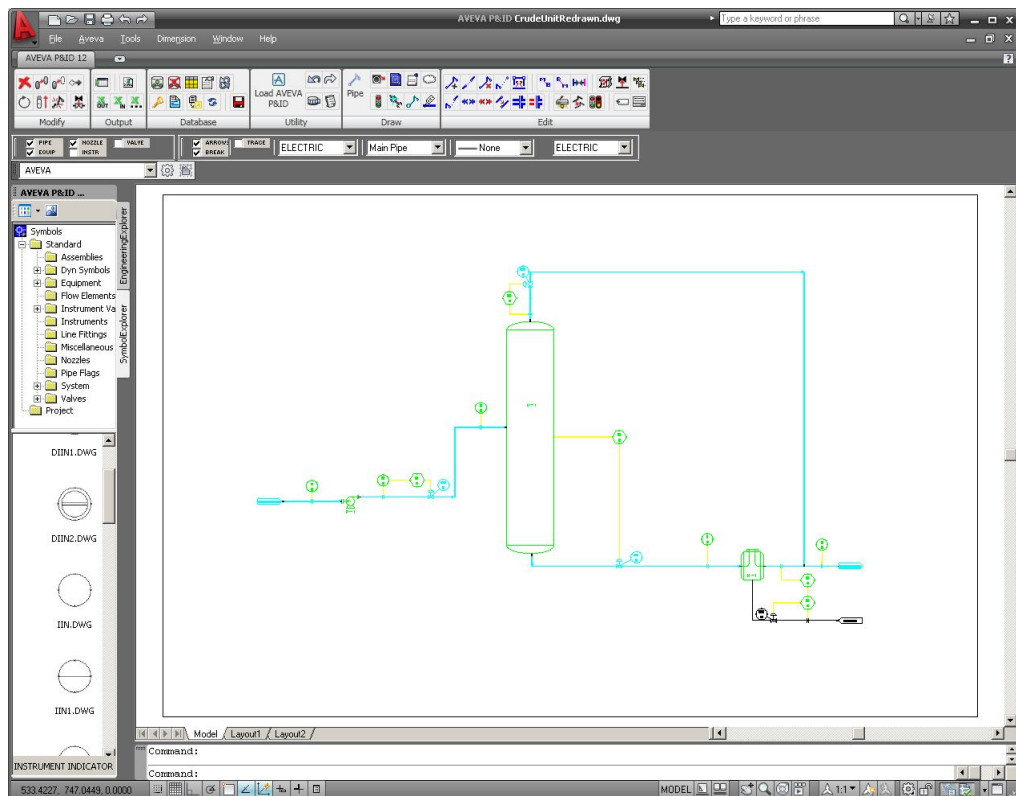 AVEVA P&ID CrudeUnitRedrawn.dwg
Type a keyword or phrase
File Aveva Tools Dimension Window Help
AVEVA P&ID 12
Load AVEVA P&ID
Pipe
Modify Output Database Utility Draw Edit
PIPE NOZZLE VALVE ARROWS TRACE
EQUIP INSTR BREAK
ELECTRIC Main Pipe None ELECTRIC
AVEVA
AVEVA P&ID ...
EngineeringExplorer
SymbolExplorer
Symbols
Standard
Assemblies
Dyn Symbols
Equipment
Flow Elements
Instrument Va
Instruments
Line Fittings
Miscellaneous
Nozzles
Pipe Flags
System
Valves
Project
DIIN1.DWG
DIIN2.DWG
IIN.DWG
IIN1.DWG
INSTRUMENT INDICATOR
Model Layout1 Layout2
Command:
Command:
533.4227, 747.0449, 0.0000
MODEL
1:1